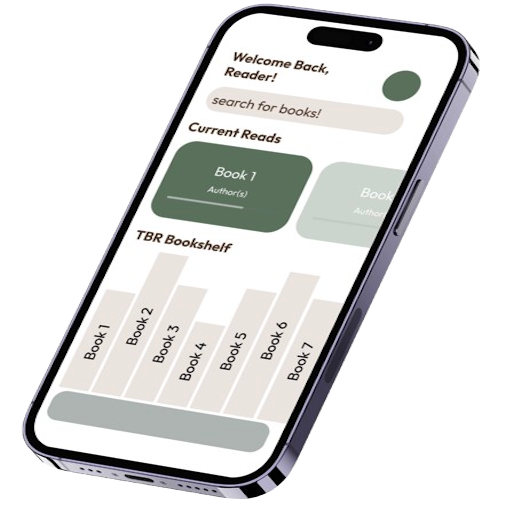 Welcome Back,
Reader!
search for books!
Current Reads
Book 1
Author(s)
Book
Author
TBR Bookshelf
Book 1
Book 2
Book 3
Book 4
Book 5
Book 6
Book 7